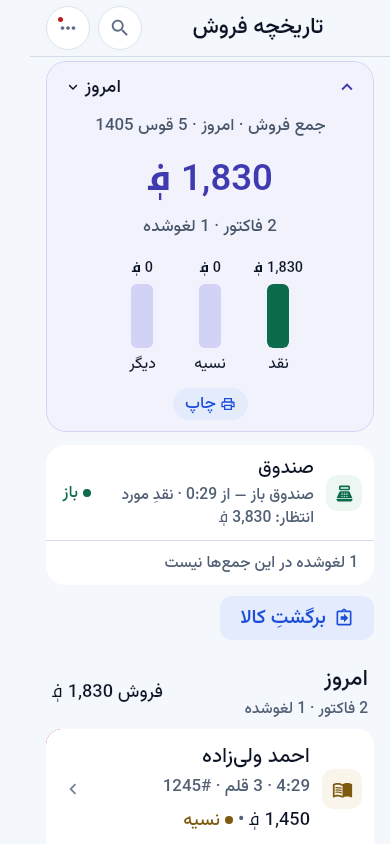 تاریخچه فروش
امروز
جمع فروش · امروز · 5 قوس 1405
1,830 ؋
2 فاکتور · 1 لغوشده
1,830 ؋
0 ؋
0 ؋
نقد
نسیه
دیگر
چاپ
صندوق
صندوق باز — از 0:29 · نقدِ مورد
انتظار: 3,830 ؋
باز
1 لغوشده در این جمع‌ها نیست
برگشتِ کالا
امروز
2 فاکتور · 1 لغوشده
فروش 1,830 ؋
احمد ولی‌زاده
4:29 · 3 قلم · #1245
1,450 ؋ • نسیه